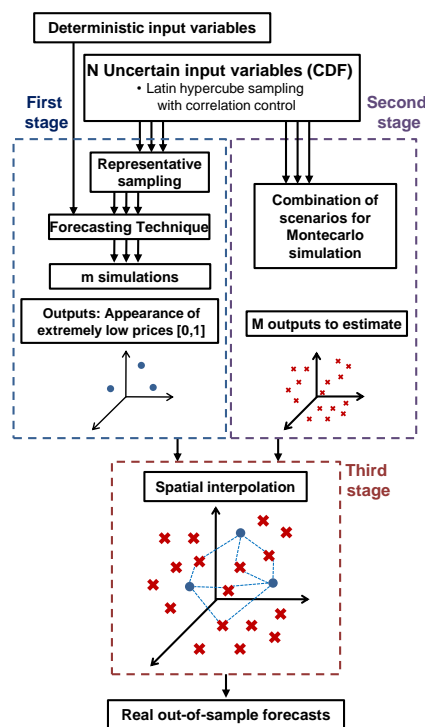 Deterministic input variables
N Uncertain input variables (CDF)
• Latin hypercube sampling
with correlation control
First
stage
Second
stage
Representative
sampling
Forecasting Technique
m simulations
Outputs: Appearance of
extremely low prices [0,1]
Combination of
scenarios for
Montecarlo
simulation
M outputs to estimate
Third
stage
Spatial interpolation
Real out-of-sample forecasts